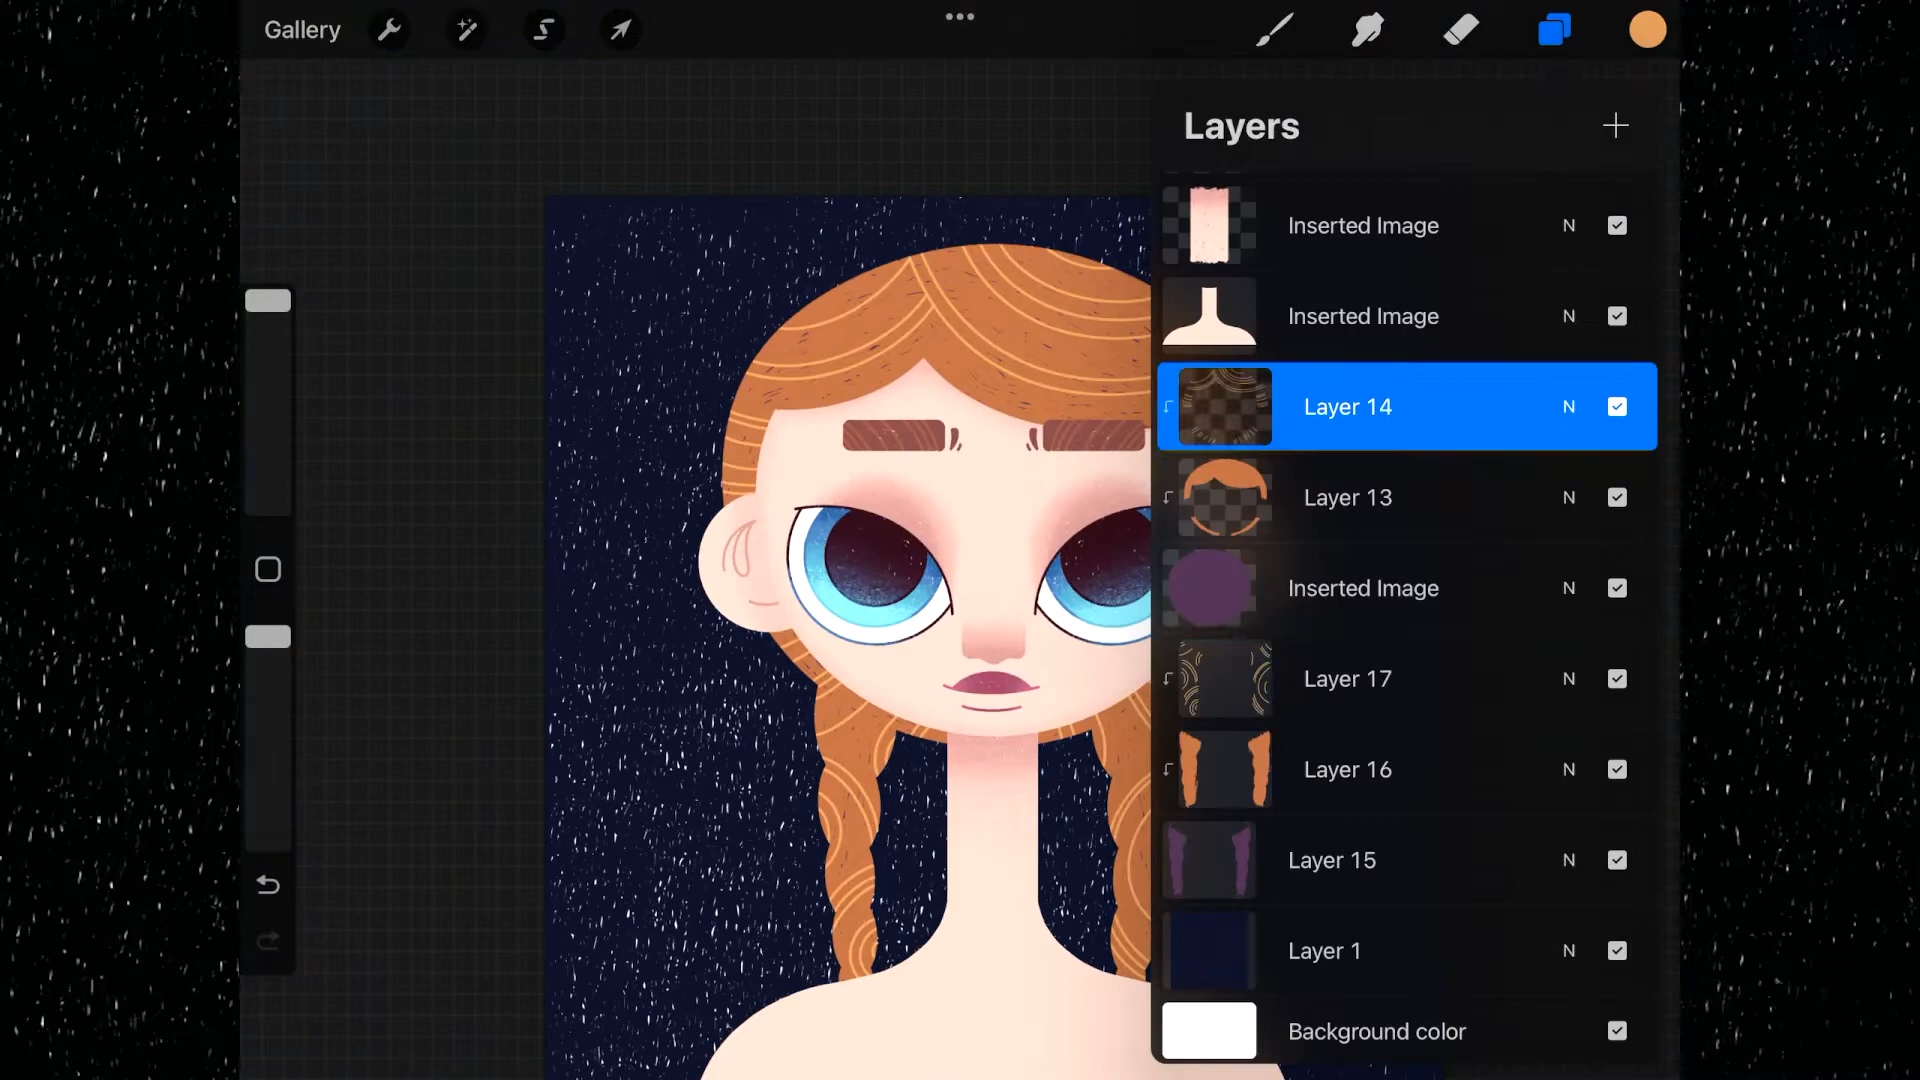 Gallery
Layers
Inserted Image N
Inserted Image N
Layer 14 N
Layer 13 N
Inserted Image N
Layer 17 N
Layer 16 N
Layer 15 N
Layer 1 N
Background color